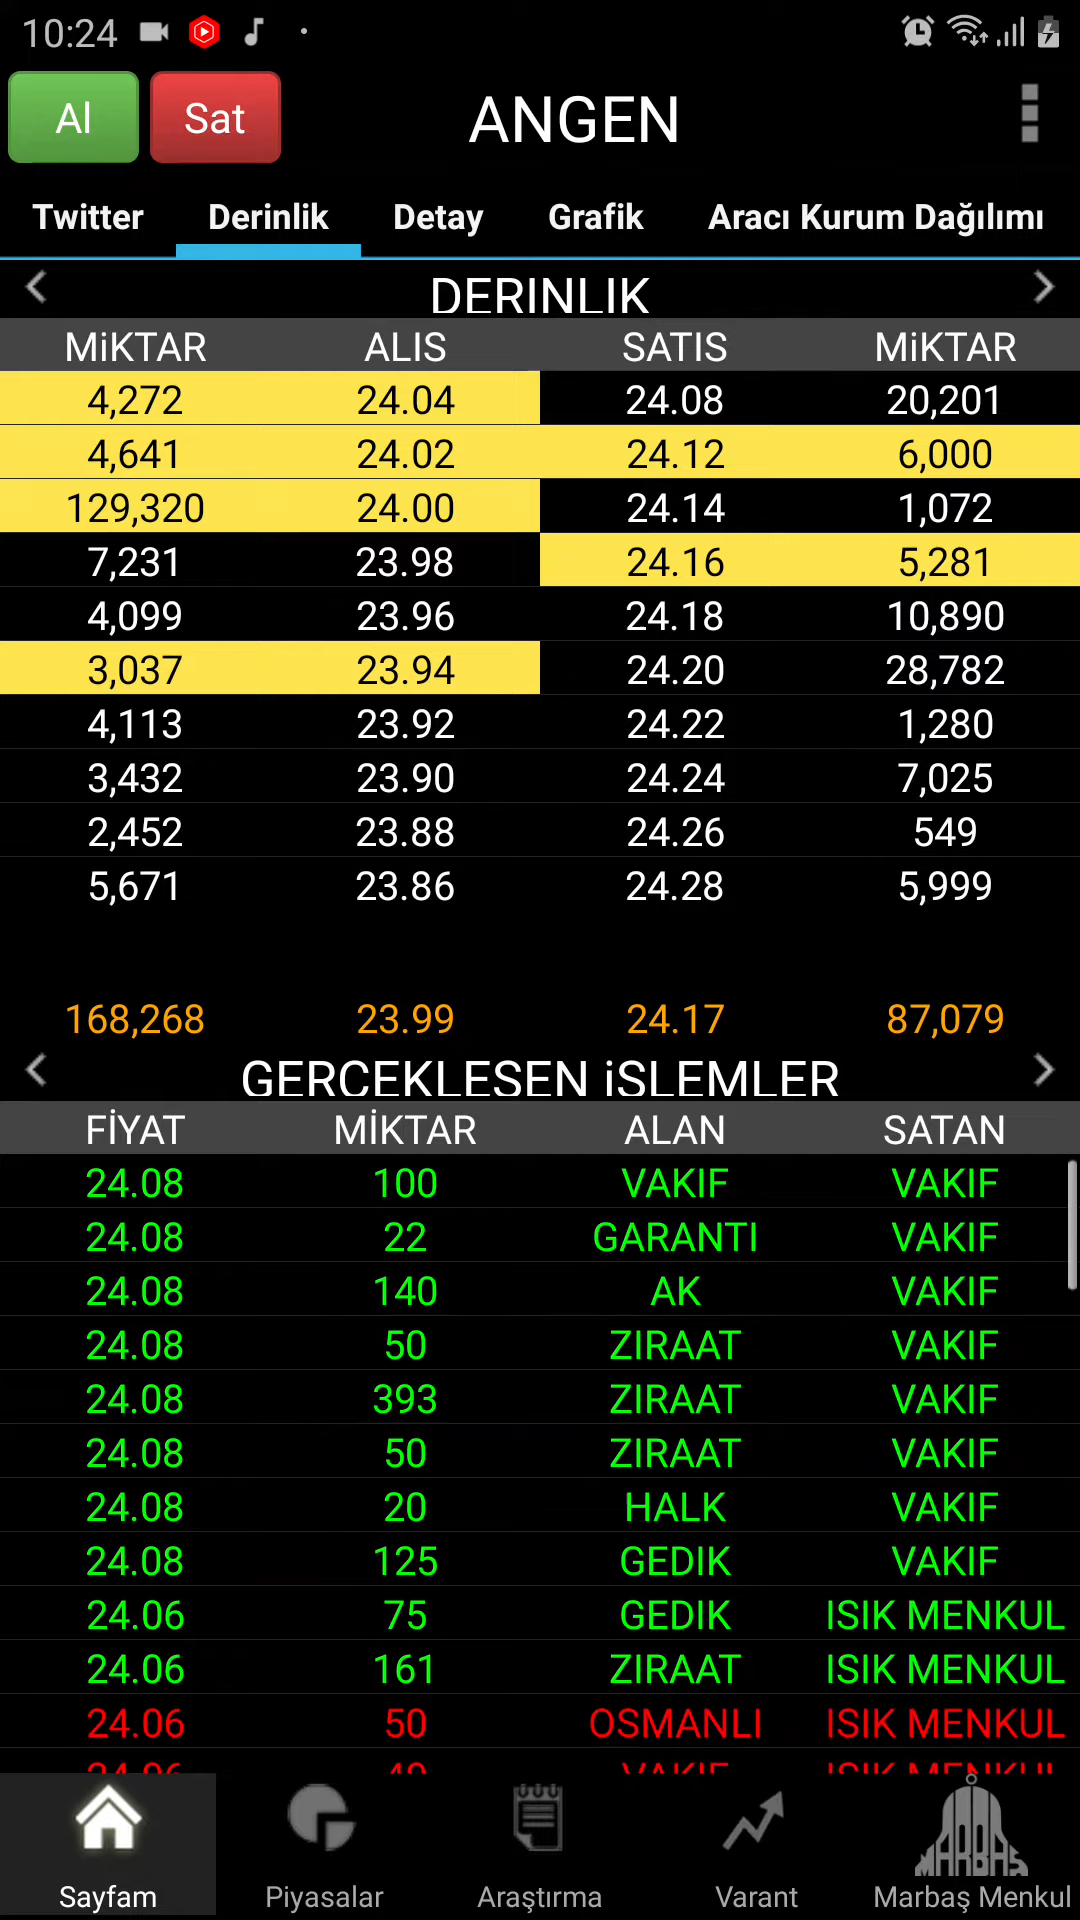 10:24
Al Sat ANGEN
Twitter Derinlik Detay Grafik Aracı Kurum Dağılımı
DERINLIK
MiKTAR ALIS SATIS MiKTAR
4,272 24.04 24.08 20,201
4,641 24.02 24.12 6,000
129,320 24.00 24.14 1,072
7,231 23.98 24.16 5,281
4,099 23.96 24.18 10,890
3,037 23.94 24.20 28,782
4,113 23.92 24.22 1,280
3,432 23.90 24.24 7,025
2,452 23.88 24.26 549
5,671 23.86 24.28 5,999
168,268 23.99 24.17 87,079
GERCEKLESEN iSLEMLER
FİYAT MİKTAR ALAN SATAN
24.08 100 VAKIF VAKIF
24.08 22 GARANTI VAKIF
24.08 140 AK VAKIF
24.08 50 ZIRAAT VAKIF
24.08 393 ZIRAAT VAKIF
24.08 50 ZIRAAT VAKIF
24.08 20 HALK VAKIF
24.08 125 GEDIK VAKIF
24.06 75 GEDIK ISIK MENKUL
24.06 161 ZIRAAT ISIK MENKUL
24.06 50 OSMANLI ISIK MENKUL
VAKIF ISIK MENKUL
MARBAŞ
Sayfam Piyasalar Araştırma Varant Marbaş Menkul